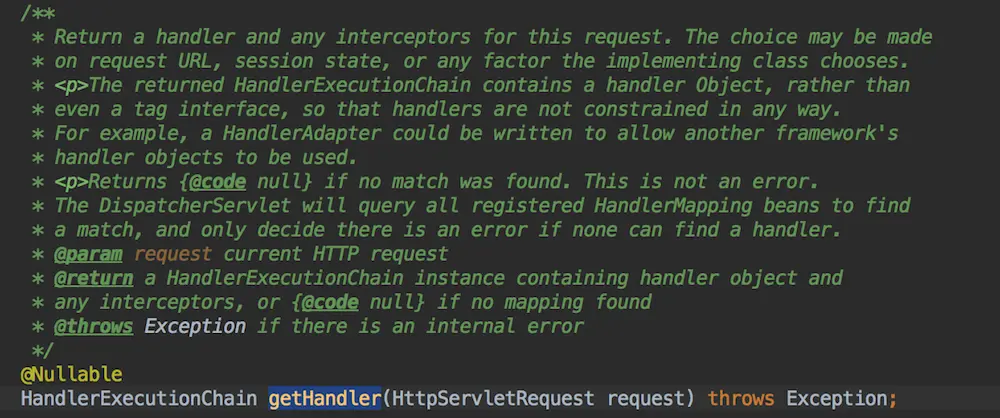 /**
* Return a handler and any interceptors for this request. The choice may be made
* on request URL, session state, or any factor the implementing class chooses.
* <p>The returned HandlerExecutionChain contains a handler Object, rather than
* even a tag interface, so that handlers are not constrained in any way.
* For example, a HandlerAdapter could be written to allow another framework's
* handler objects to be used.
* <p>Returns {@code null} if no match was found. This is not an error.
* The DispatcherServlet will query all registered HandlerMapping beans to find
* a match, and only decide there is an error if none can find a handler.
* @param request current HTTP request
* @return a HandlerExecutionChain instance containing handler object and
* any interceptors, or {@code null} if no mapping found
* @throws Exception if there is an internal error
*/
@Nullable
HandlerExecutionChain getHandler(HttpServletRequest request) throws Exception;